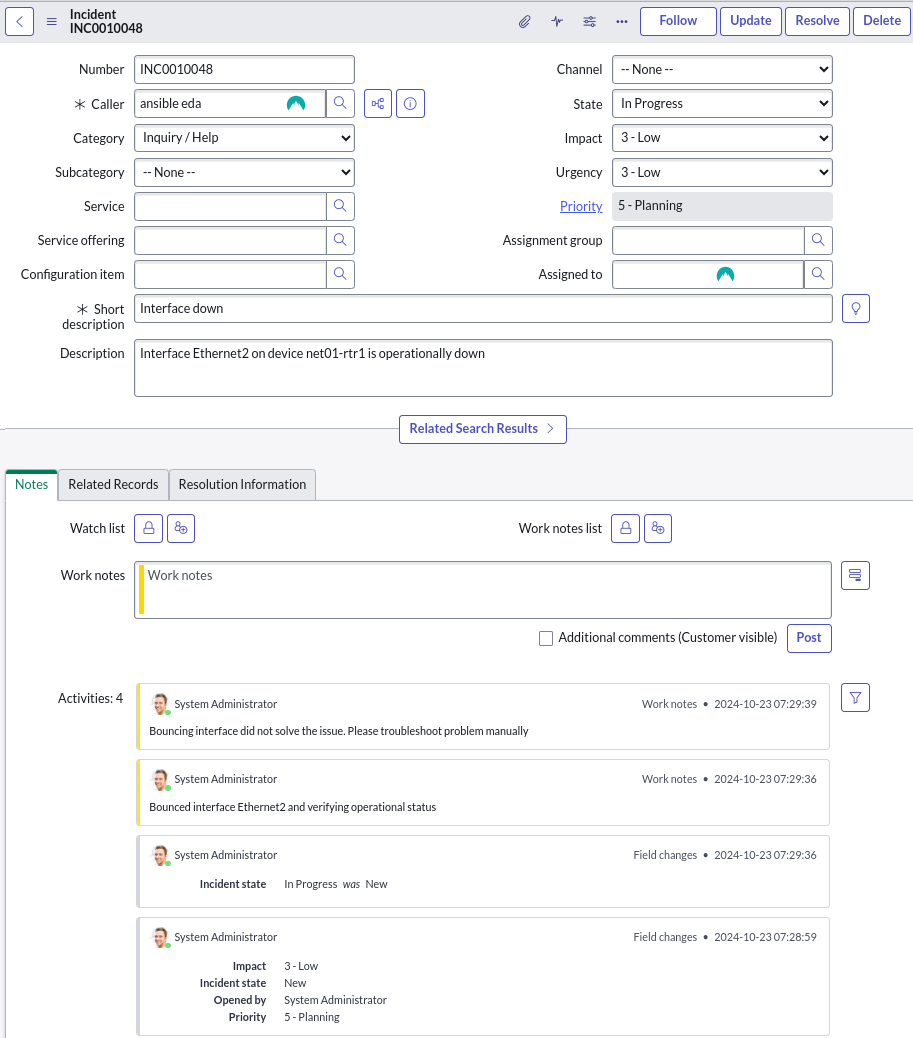 Incident
INC0010048
Follow
Update
Resolve
Delete
Number INC0010048
Channel -- None --
Caller ansible eda
State In Progress
Category Inquiry / Help
Impact 3 - Low
Subcategory -- None --
Urgency 3 - Low
Service
Priority 5 - Planning
Service offering
Assignment group
Configuration item
Assigned to
Short
description
Interface down
Description Interface Ethernet2 on device net01-rtr1 is operationally down
Related Search Results
Notes Related Records Resolution Information
Watch list
Work notes list
Work notes Work notes
Additional comments (Customer visible) Post
Activities: 4
System Administrator Work notes • 2024-10-23 07:29:39
Bouncing interface did not solve the issue. Please troubleshoot problem manually
System Administrator Work notes • 2024-10-23 07:29:36
Bounced interface Ethernet2 and verifying operational status
System Administrator Field changes • 2024-10-23 07:29:36
Incident state In Progress was New
System Administrator Field changes • 2024-10-23 07:28:59
Impact 3 - Low
Incident state New
Opened by System Administrator
Priority 5 - Planning